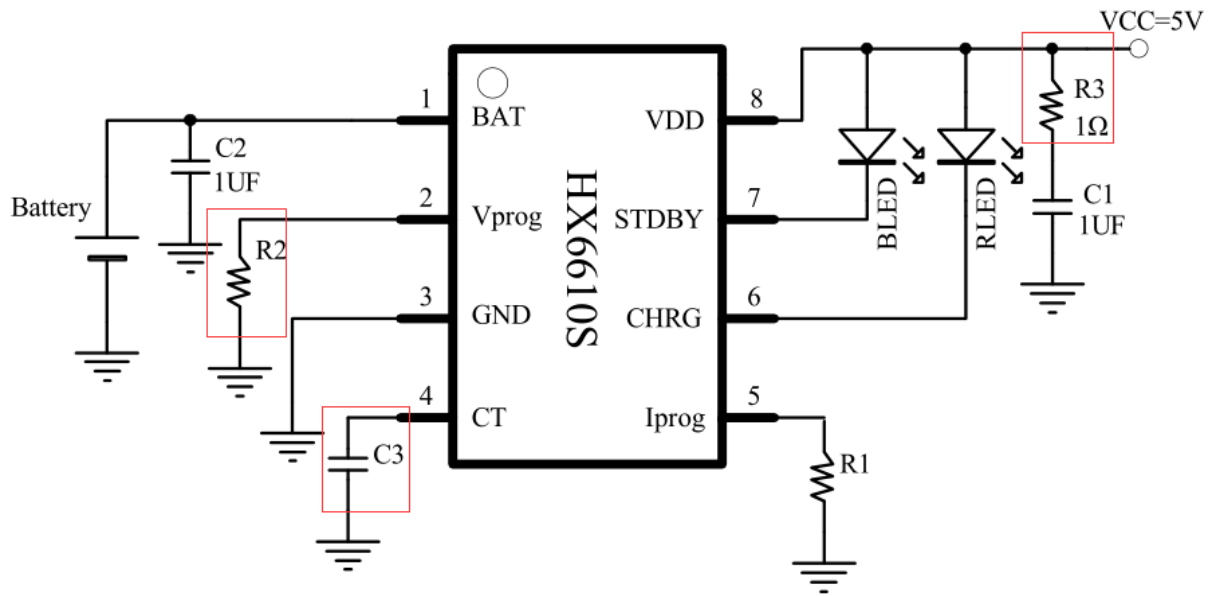 VCC=5V
R3
1Ω
C1
1UF
BLED
RLED
1
BAT
2
Vprog
3
GND
4
CT
HX6610S
8
VDD
7
STDBY
6
CHRG
5
Iprog
C2
1UF
Battery
R2
C3
R1